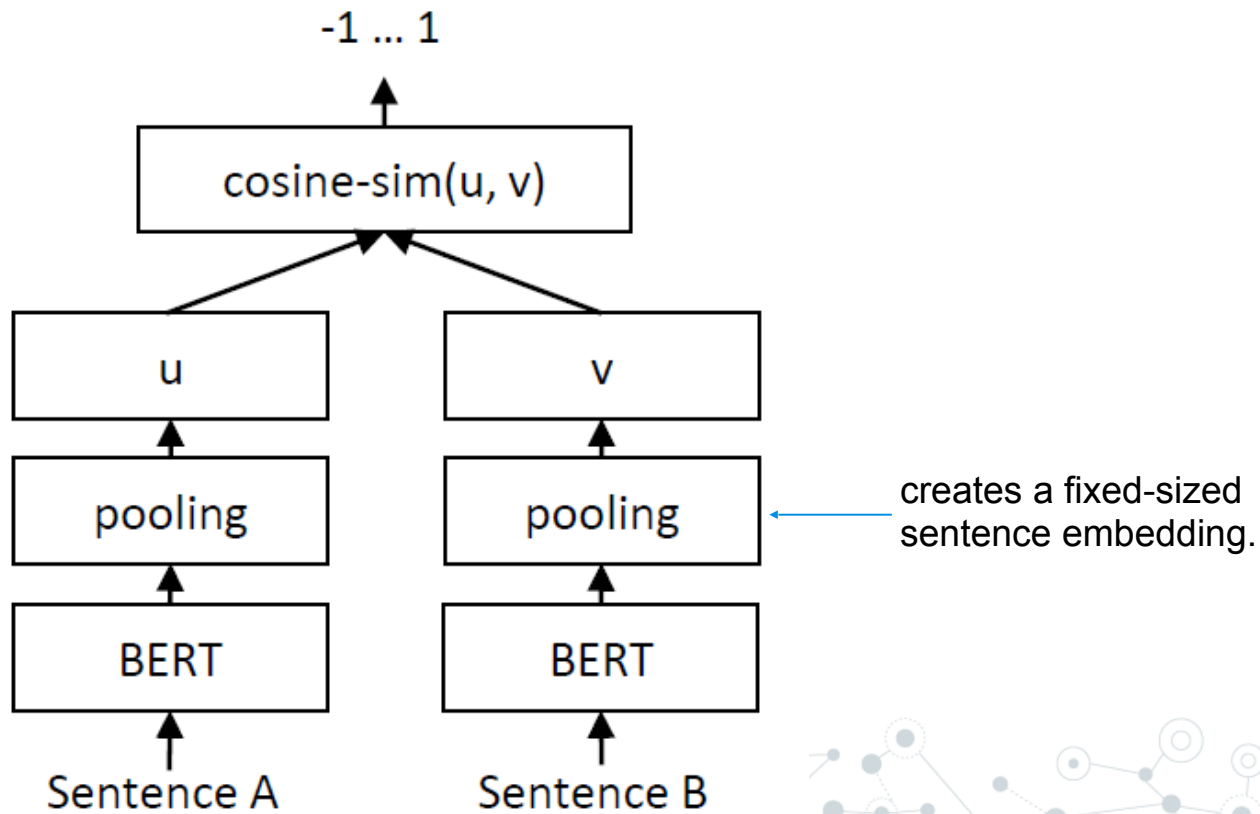 -1 ... 1
cosine-sim(u, v)
u
v
pooling
pooling
creates a fixed-sized
sentence embedding.
BERT
BERT
Sentence A
Sentence B